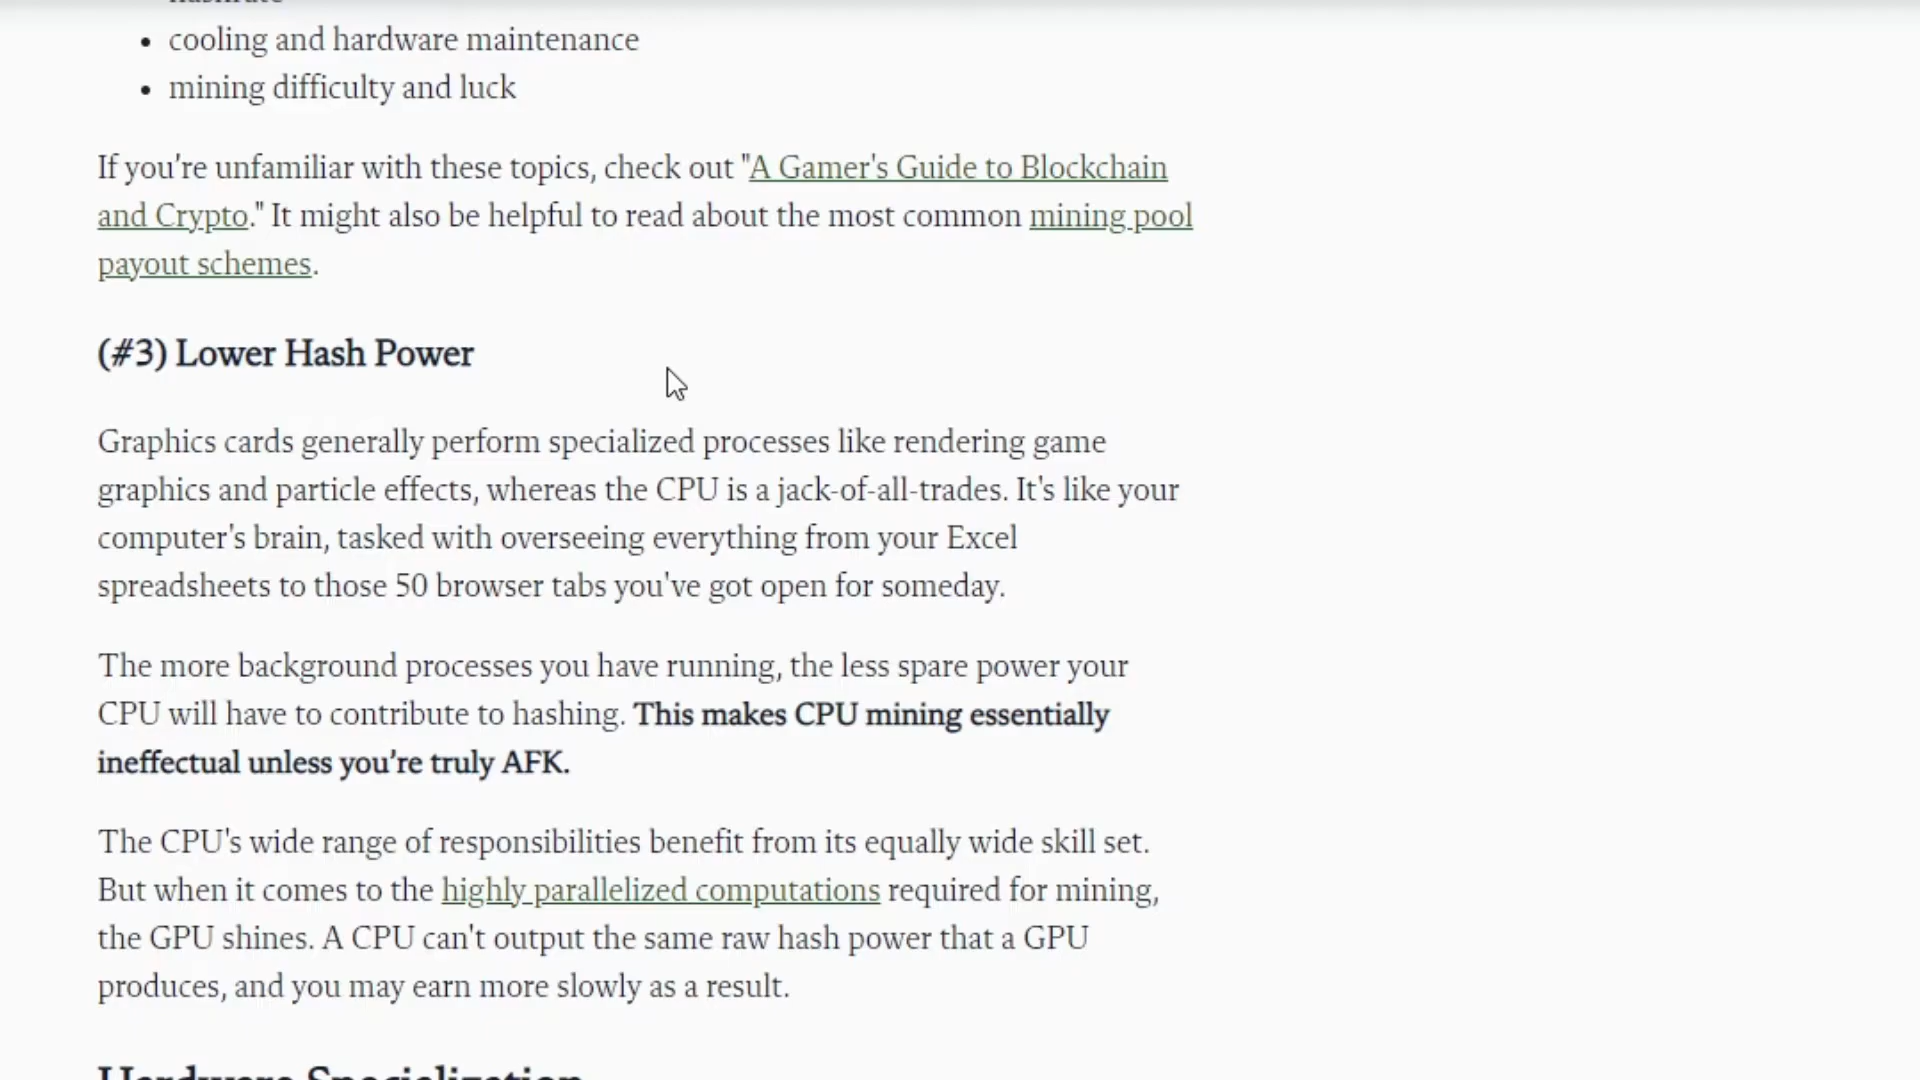 cooling and hardware maintenance
mining difficulty and luck
If you're unfamiliar with these topics, check out "A Gamer's Guide to Blockchain
and Crypto." It might also be helpful to read about the most common mining pool
payout schemes.
(#3) Lower Hash Power
Graphics cards generally perform specialized processes like rendering game
graphics and particle effects, whereas the CPU is a jack-of-all-trades. It's like your
computer's brain, tasked with overseeing everything from your Excel
spreadsheets to those 50 browser tabs you've got open for someday.
The more background processes you have running, the less spare power your
CPU will have to contribute to hashing. This makes CPU mining essentially
ineffectual unless you're truly AFK.
The CPU's wide range of responsibilities benefit from its equally wide skill set.
But when it comes to the highly parallelized computations required for mining,
the GPU shines. A CPU can't output the same raw hash power that a GPU
produces, and you may earn more slowly as a result.
Hardware Specialization